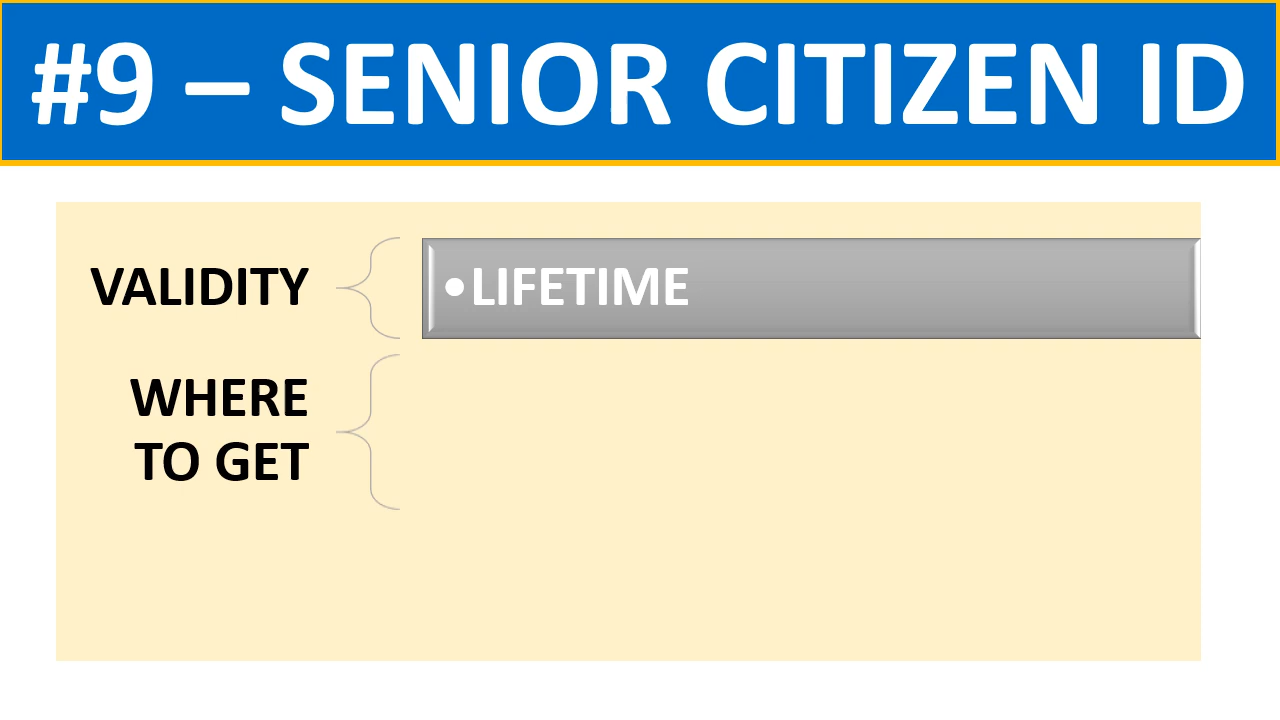 #9 – SENIOR CITIZEN ID
VALIDITY
•LIFETIME
WHERE
TO GET